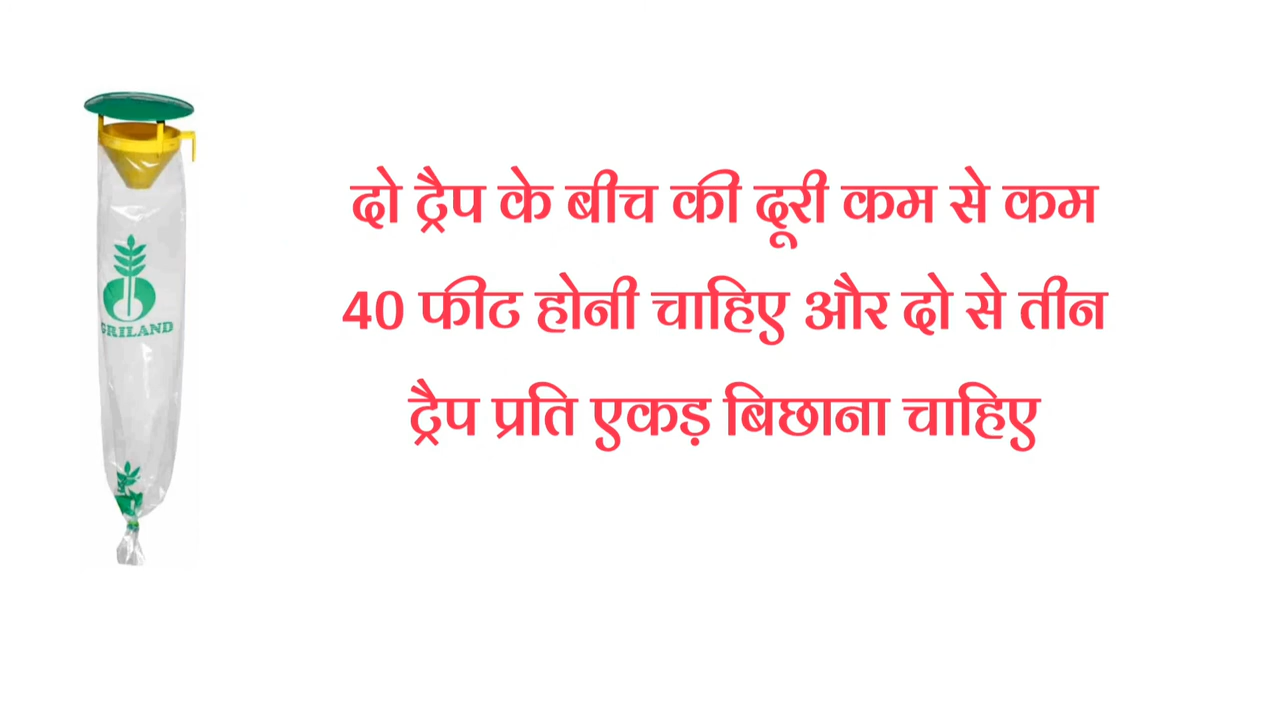 दो ट्रैप के बीच की दूरी कम से कम
40 फीट होनी चाहिए और दो से तीन
ट्रैप प्रति एकड़ बिछाना चाहिए
GRILAND